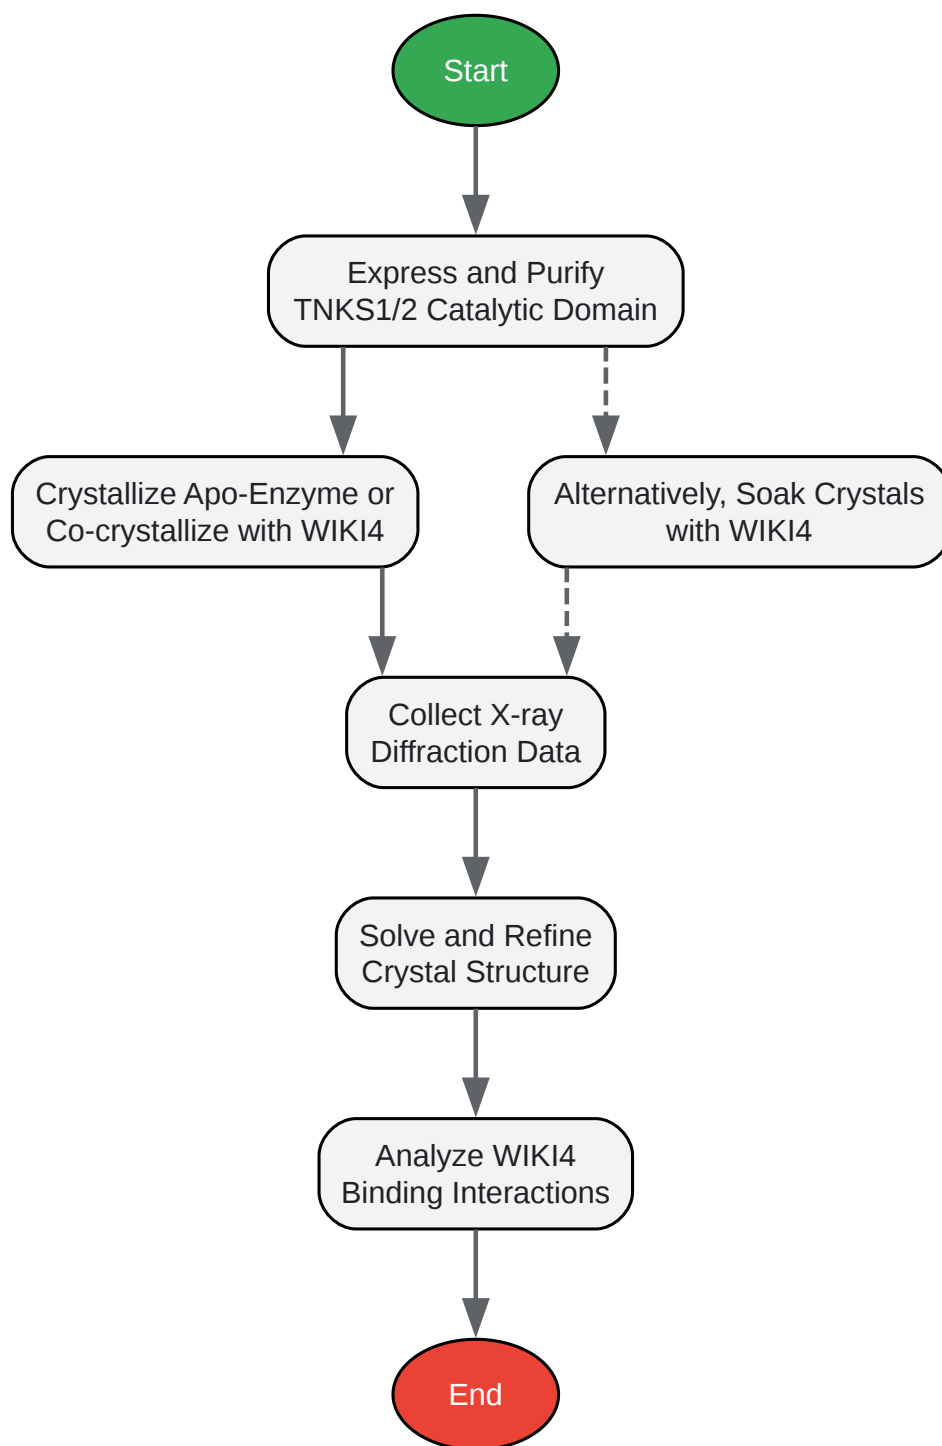 Start
Express and Purify
TNKS1/2 Catalytic Domain
Crystallize Apo-Enzyme or
Co-crystallize with WIKI4
Alternatively, Soak Crystals
with WIKI4
Collect X-ray
Diffraction Data
Solve and Refine
Crystal Structure
Analyze WIKI4
Binding Interactions
End